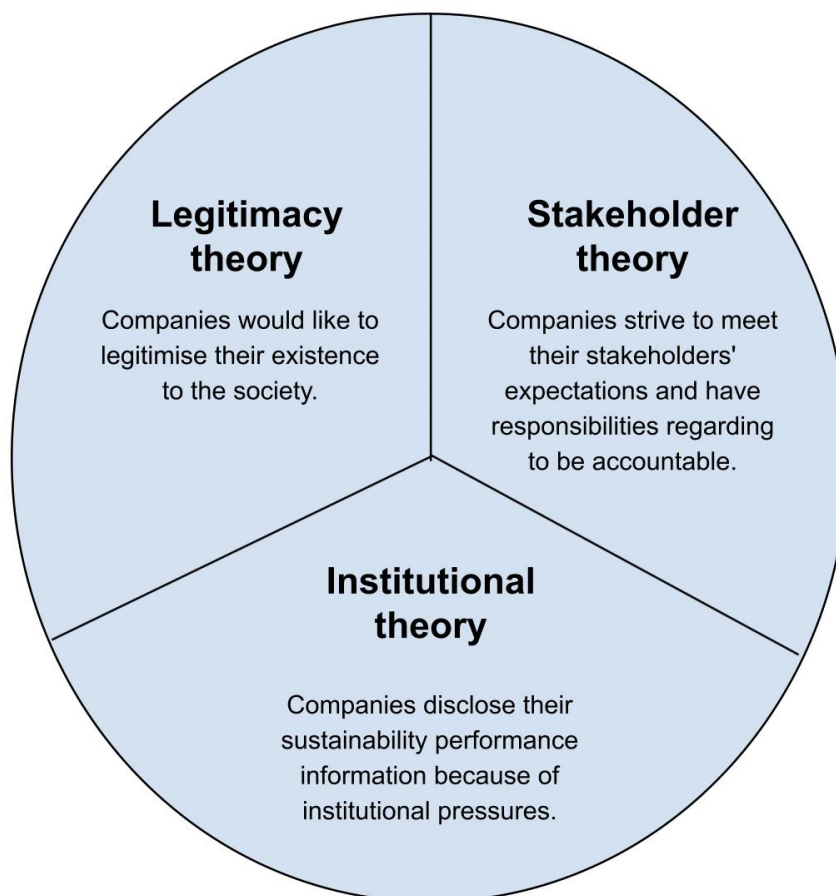 Legitimacy
theory
Companies would like to
legitimise their existence
to the society.
Stakeholder
theory
Companies strive to meet
their stakeholders'
expectations and have
responsibilities regarding
to be accountable.
Institutional
theory
Companies disclose their
sustainability performance
information because of
institutional pressures.